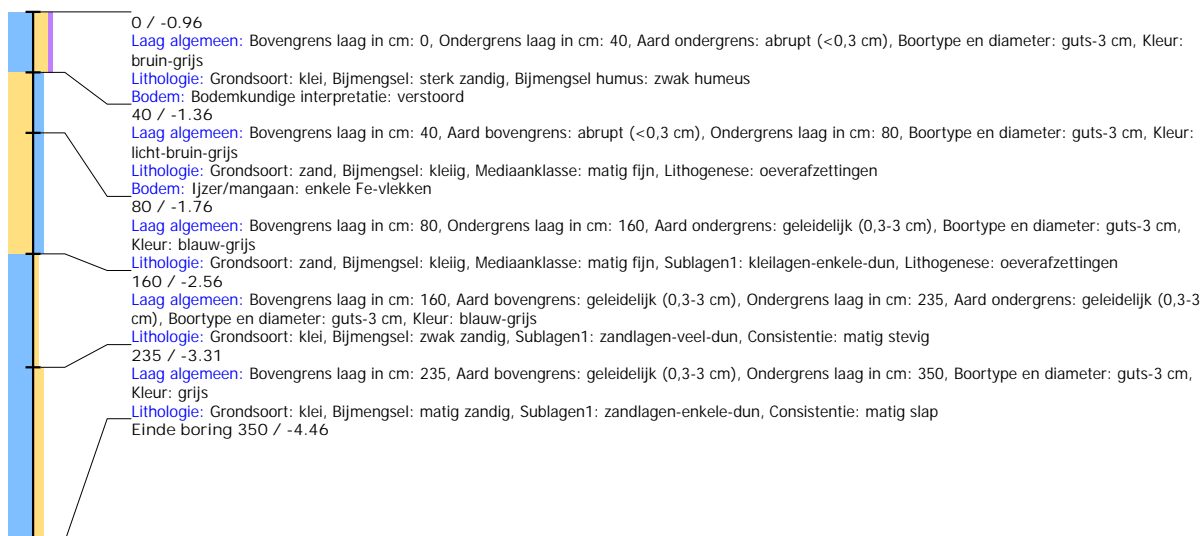 0 / -0.96
Laag algemeen: Bovengrens laag in cm: 0, Ondergrens laag in cm: 40, Aard ondergrens: abrupt (<0,3 cm), Boortype en diameter: guts-3 cm, Kleur:
bruin-grijs
Lithologie: Grondsoort: klei, Bijmengsel: sterk zandig, Bijmengsel humus: zwak humeus
Bodem: Bodemkundige interpretatie: verstoord
40 / -1.36
Laag algemeen: Bovengrens laag in cm: 40, Aard bovengrens: abrupt (<0,3 cm), Ondergrens laag in cm: 80, Boortype en diameter: guts-3 cm, Kleur:
licht-bruin-grijs
Lithologie: Grondsoort: zand, Bijmengsel: kleiig, Mediaanklasse: matig fijn, Lithogenese: oeverafzettingen
Bodem: Ijzer/mangaan: enkele Fe-vlekken
80 / -1.76
Laag algemeen: Bovengrens laag in cm: 80, Ondergrens laag in cm: 160, Aard ondergrens: geleidelijk (0,3-3 cm), Boortype en diameter: guts-3 cm,
Kleur: blauw-grijs
Lithologie: Grondsoort: zand, Bijmengsel: kleiig, Mediaanklasse: matig fijn, Sublagen1: kleilagen-enkele-dun, Lithogenese: oeverafzettingen
160 / -2.56
Laag algemeen: Bovengrens laag in cm: 160, Aard bovengrens: geleidelijk (0,3-3 cm), Ondergrens laag in cm: 235, Aard ondergrens: geleidelijk (0,3-3
cm), Boortype en diameter: guts-3 cm, Kleur: blauw-grijs
Lithologie: Grondsoort: klei, Bijmengsel: zwak zandig, Sublagen1: zandlagen-veel-dun, Consistentie: matig stevig
235 / -3.31
Laag algemeen: Bovengrens laag in cm: 235, Aard bovengrens: geleidelijk (0,3-3 cm), Ondergrens laag in cm: 350, Boortype en diameter: guts-3 cm,
Kleur: grijs
Lithologie: Grondsoort: klei, Bijmengsel: matig zandig, Sublagen1: zandlagen-enkele-dun, Consistentie: matig slap
Einde boring 350 / -4.46